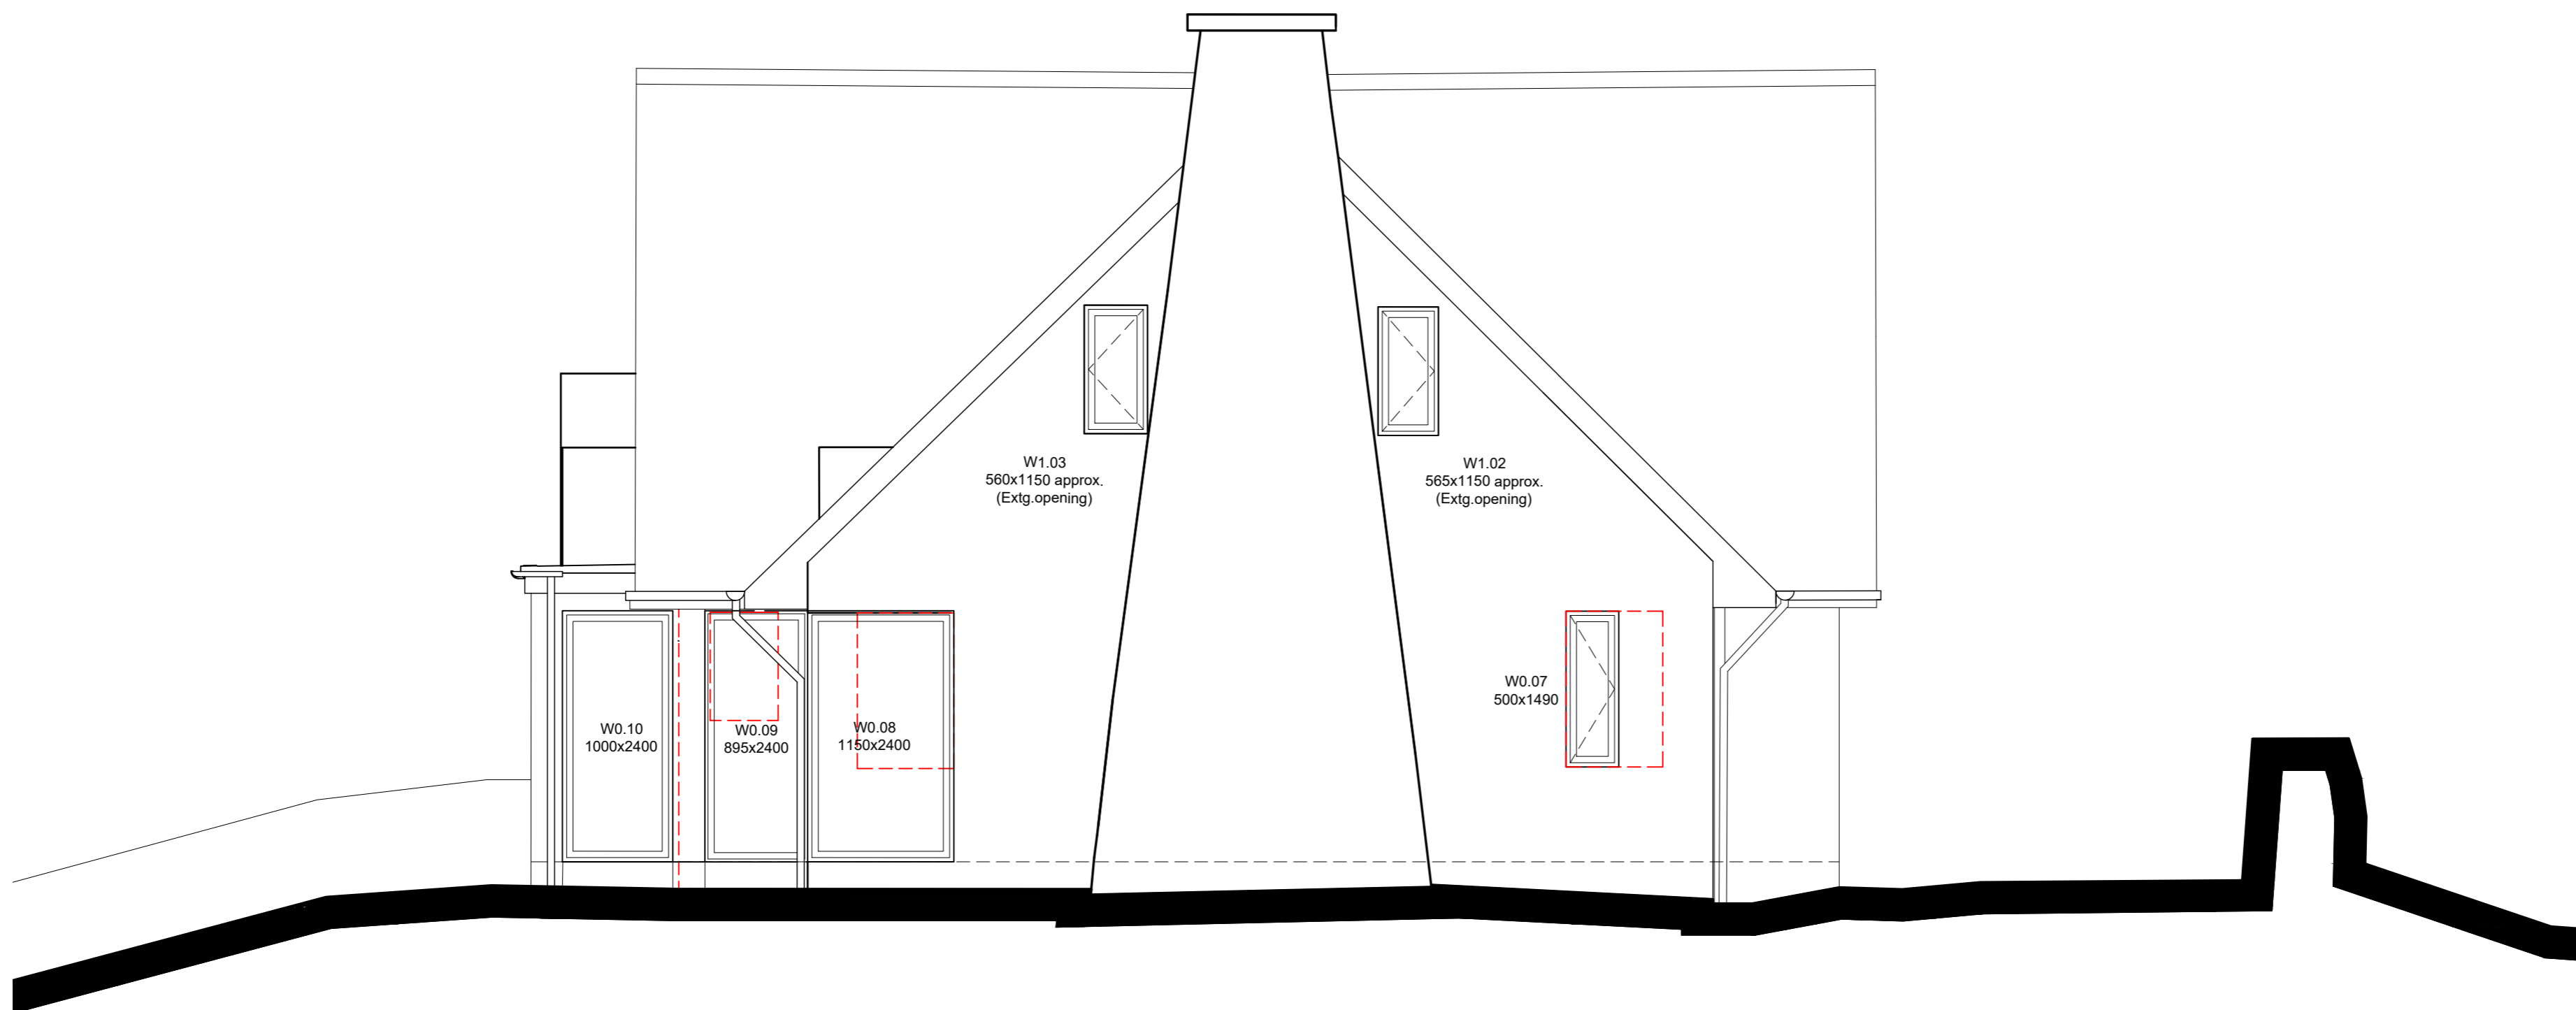 W1.03
560x1150 approx.
(Extg.opening)
W1.02
565x1150 approx.
(Extg.opening)
W0.07
500x1490
W0.10
1000x2400
W0.09
895x2400
W0.08
1150x2400